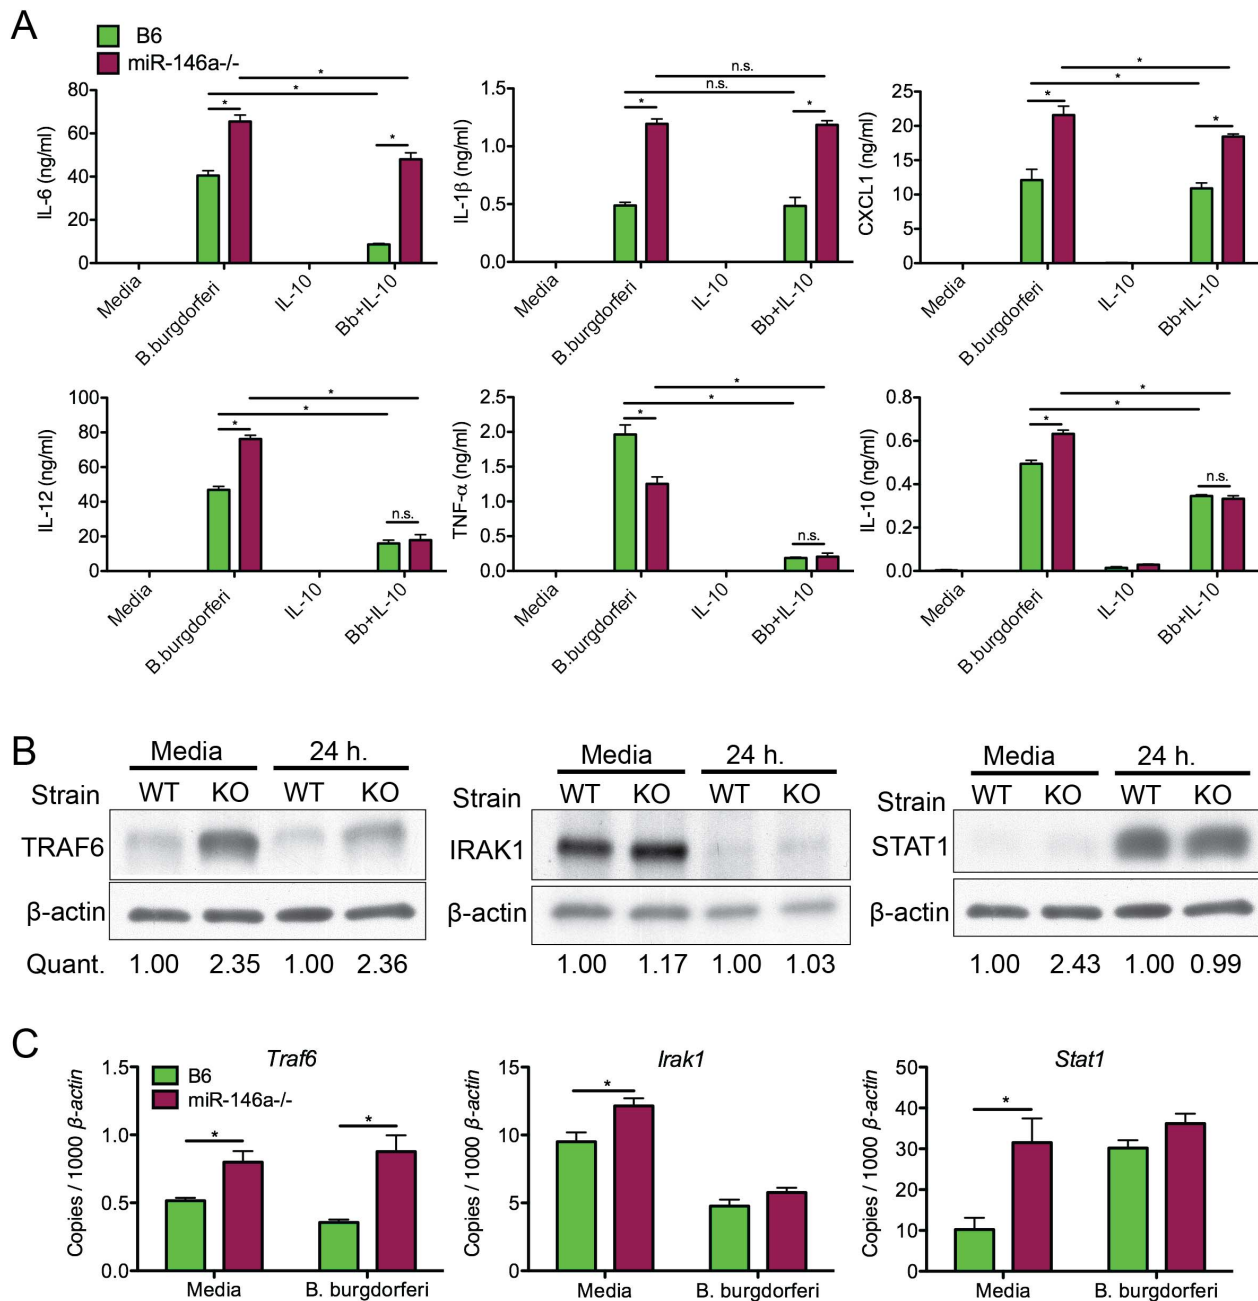 A
B6
miR-146a-/-
IL-6 (ng/ml)
80
60
40
20
0
*
*
*
*
Media
B.burgdorferi
IL-10
Bb+IL-10
IL-1β (ng/ml)
1.5
1.0
0.5
0.0
n.s.
n.s.
*
*
Media
B.burgdorferi
IL-10
Bb+IL-10
CXCL1 (ng/ml)
25
20
15
10
5
0
*
*
*
*
Media
B.burgdorferi
IL-10
Bb+IL-10
IL-12 (ng/ml)
100
80
60
40
20
0
*
*
*
n.s.
Media
B.burgdorferi
IL-10
Bb+IL-10
TNF-α (ng/ml)
2.5
2.0
1.5
1.0
0.5
0.0
*
*
*
n.s.
Media
B.burgdorferi
IL-10
Bb+IL-10
IL-10 (ng/ml)
0.8
0.6
0.4
0.2
0.0
*
*
*
n.s.
Media
B.burgdorferi
IL-10
Bb+IL-10
B
Media 24 h.
Strain WT KO WT KO
TRAF6
β-actin
Quant. 1.00 2.35 1.00 2.36
Media 24 h.
Strain WT KO WT KO
IRAK1
β-actin
1.00 1.17 1.00 1.03
Media 24 h.
Strain WT KO WT KO
STAT1
β-actin
1.00 2.43 1.00 0.99
C
Traf6
B6
miR-146a-/-
Copies / 1000 β-actin
1.5
1.0
0.5
0.0
*
*
Media B. burgdorferi
Irak1
Copies / 1000 β-actin
15
10
5
0
*
Media B. burgdorferi
Stat1
Copies / 1000 β-actin
50
40
30
20
10
0
*
Media B. burgdorferi